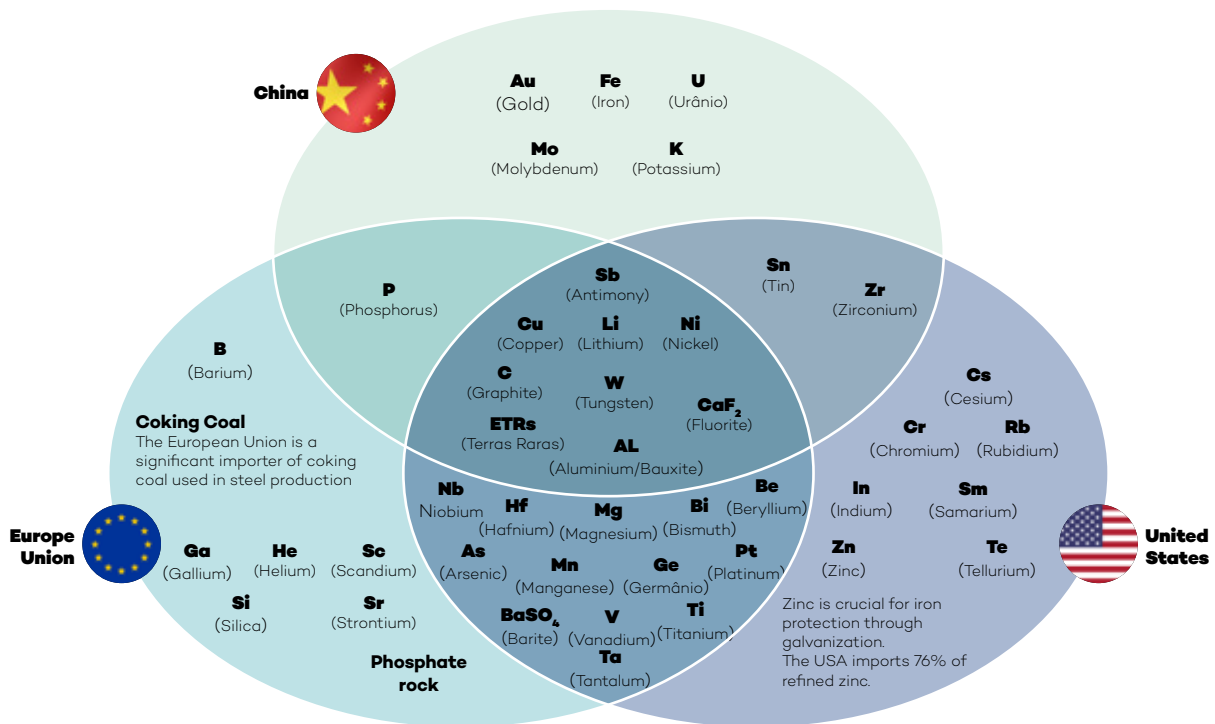 China
Au
(Gold)
Fe
(Iron)
U
(Urânio)
Mo
(Molybdenum)
K
(Potassium)
P
(Phosphorus)
Sb
(Antimony)
Sn
(Tin)
Zr
(Zirconium)
Cu
(Copper)
Li
(Lithium)
Ni
(Nickel)
C
(Graphite)
W
(Tungsten)
CaF₂
(Fluorite)
ETRs
(Terras Raras)
AL
(Aluminium/Bauxite)
B
(Barium)
Coking Coal
The European Union is a
significant importer of coking
coal used in steel production
Europe
Union
Ga
(Gallium)
He
(Helium)
Sc
(Scandium)
Si
(Silica)
Sr
(Strontium)
Phosphate
rock
Nb
Niobium
Hf
(Hafnium)
Mg
(Magnesium)
Bi
(Bismuth)
Be
(Beryllium)
As
(Arsenic)
Mn
(Manganese)
Ge
(Germânio)
Pt
(Platinum)
BaSO₄
(Barite)
V
(Vanadium)
Ti
(Titanium)
Ta
(Tantalum)
Cs
(Cesium)
Cr
(Chromium)
Rb
(Rubidium)
In
(Indium)
Sm
(Samarium)
Zn
(Zinc)
Te
(Tellurium)
Zinc is crucial for iron
protection through
galvanization.
The USA imports 76% of
refined zinc.
United
States